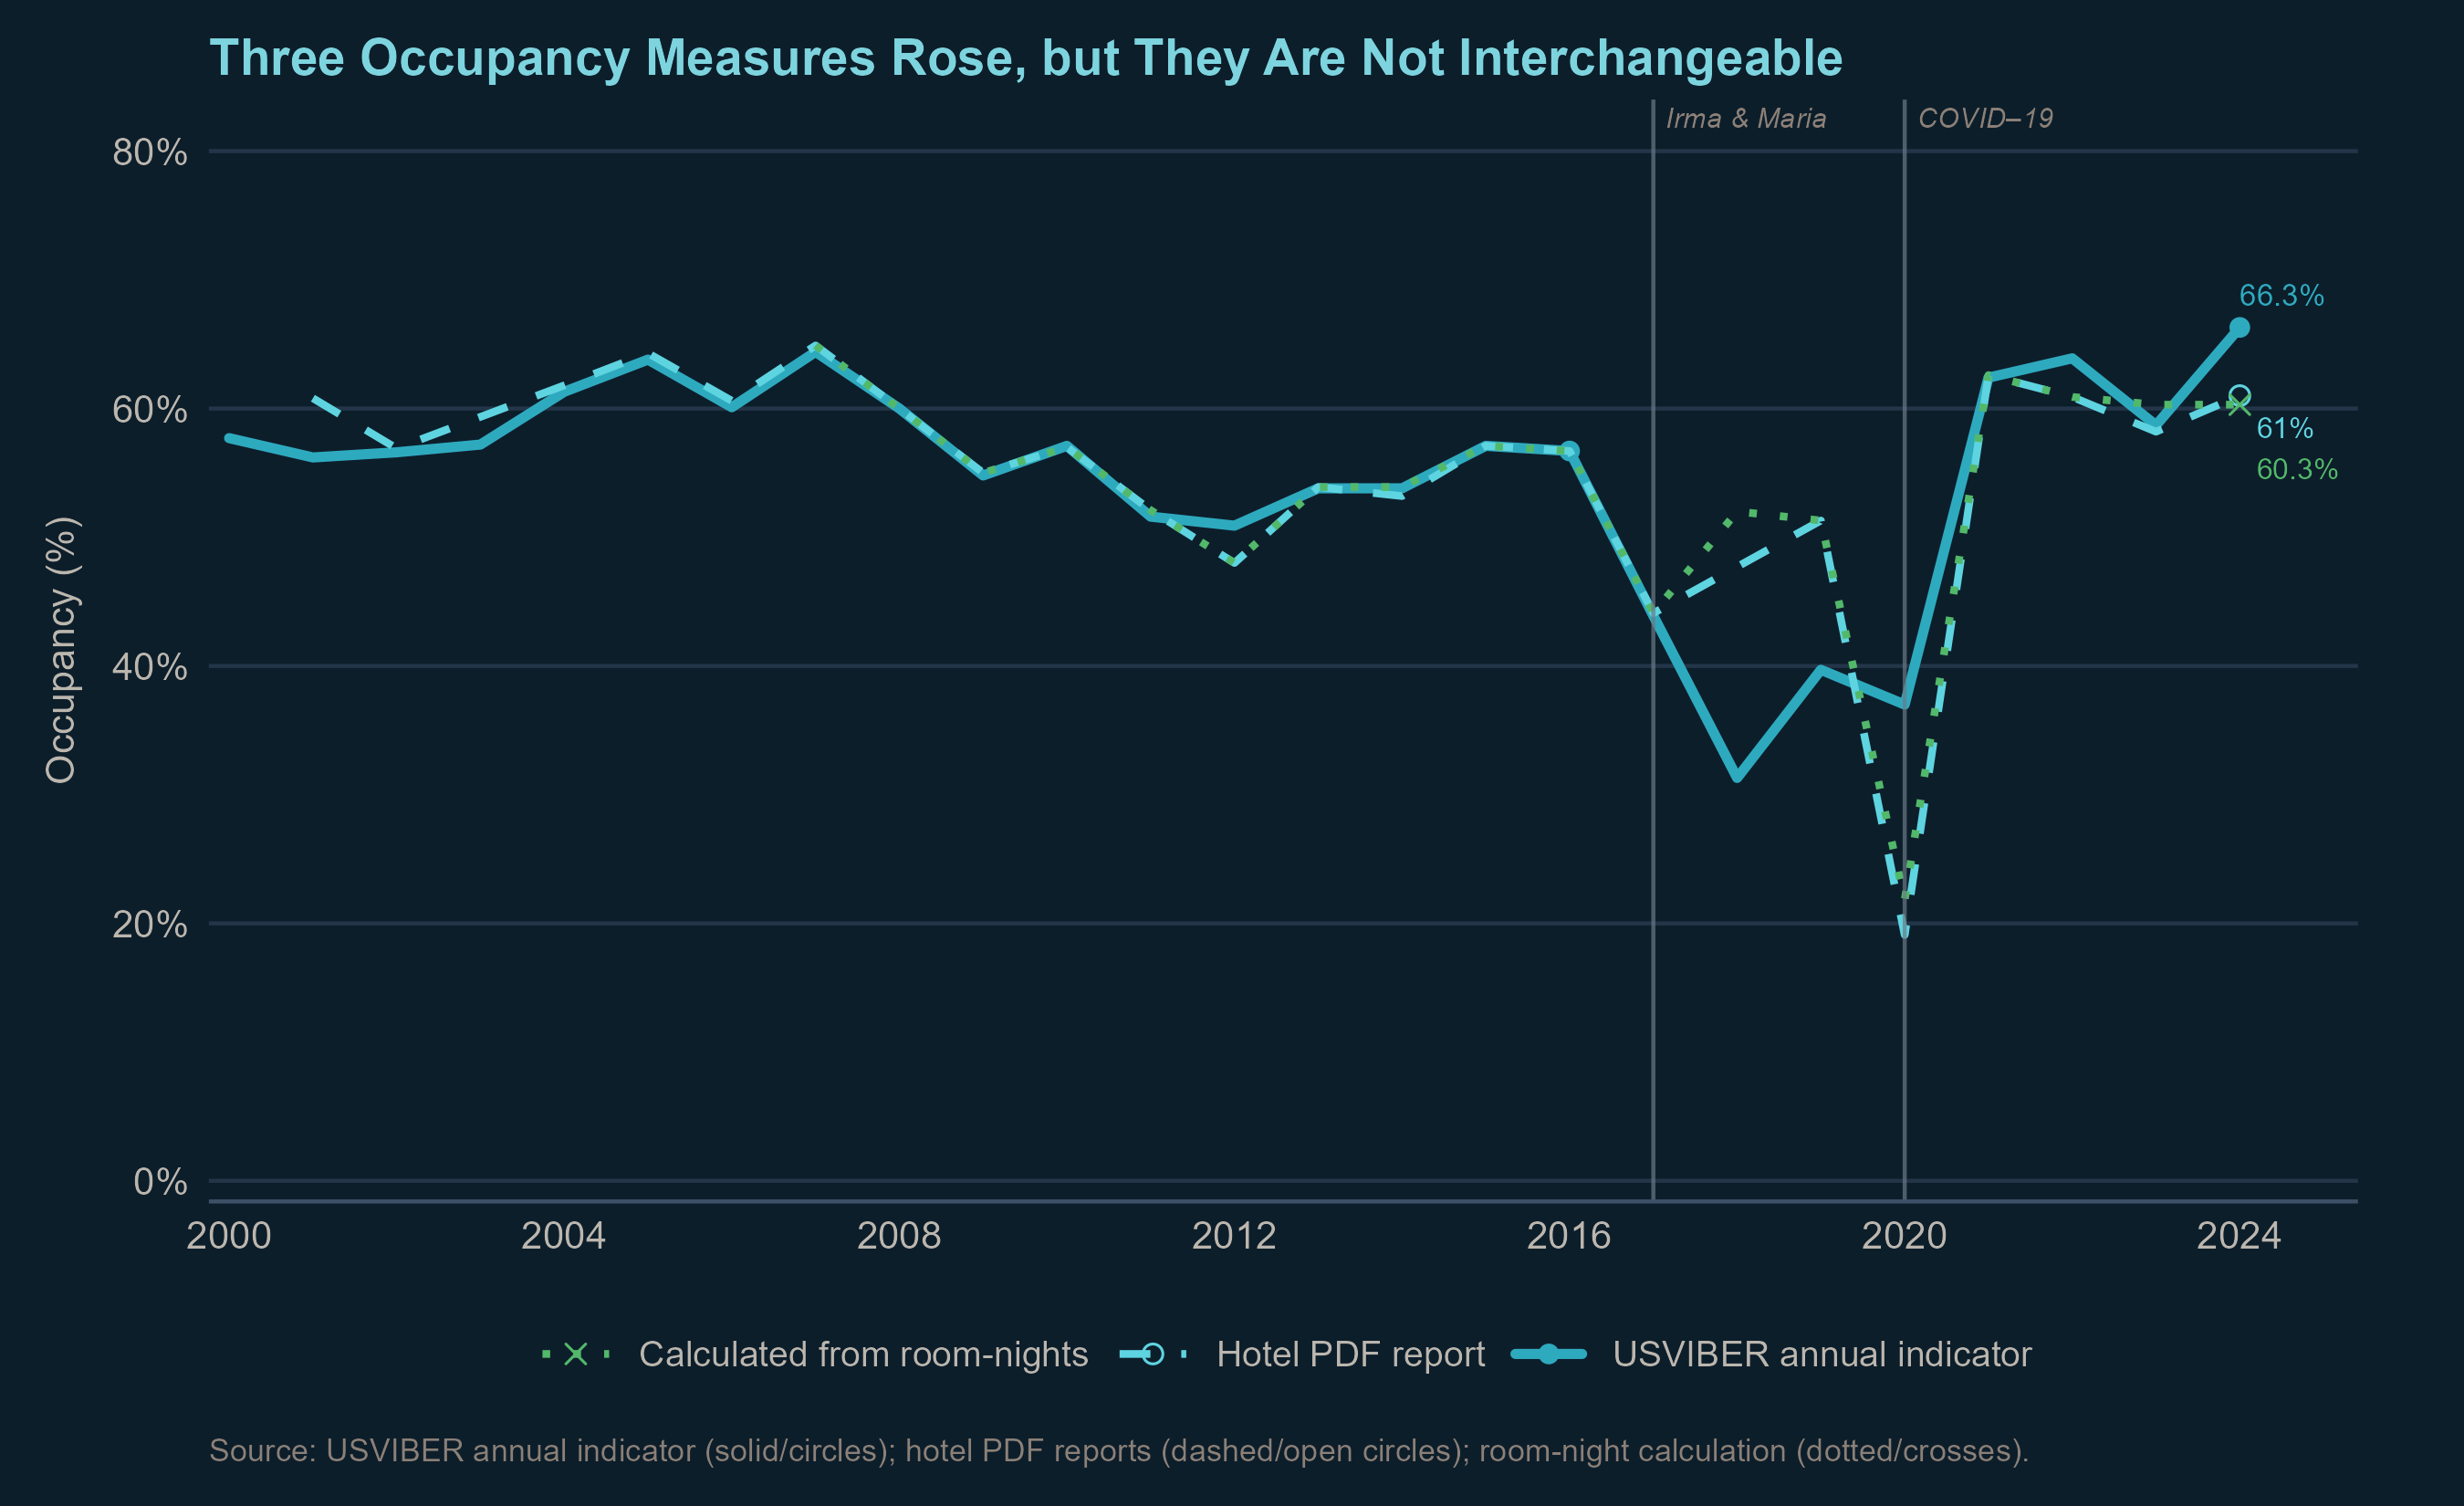 Three Occupancy Measures Rose, but They Are Not Interchangeable
Irma & Maria
COVID–19
80%
60%
40%
20%
0%
Occupancy (%)
66.3%
61%
60.3%
2000
2004
2008
2012
2016
2020
2024
Calculated from room-nights
Hotel PDF report
USVIBER annual indicator
Source: USVIBER annual indicator (solid/circles); hotel PDF reports (dashed/open circles); room-night calculation (dotted/crosses).